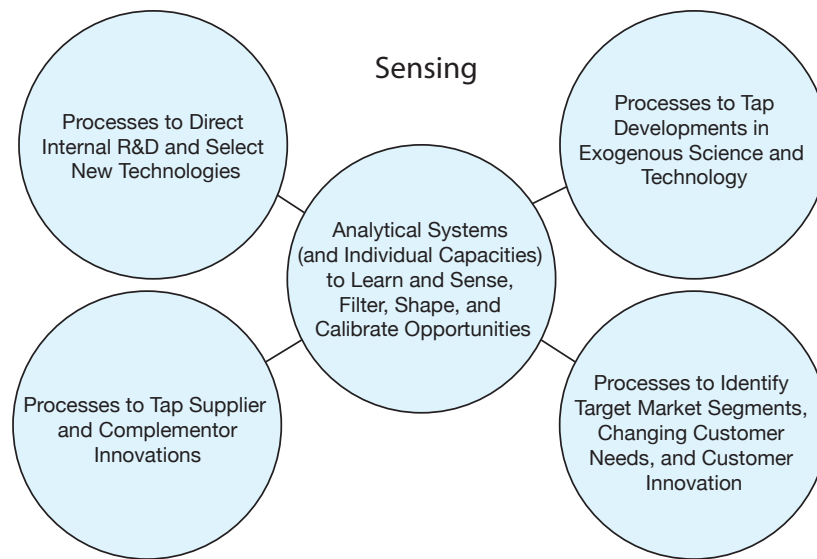 Sensing
Processes to Direct
Internal R&D and Select
New Technologies
Processes to Tap
Developments in
Exogenous Science and
Technology
Analytical Systems
(and Individual Capacities)
to Learn and Sense,
Filter, Shape, and
Calibrate Opportunities
Processes to Tap Supplier
and Complementor
Innovations
Processes to Identify
Target Market Segments,
Changing Customer
Needs, and Customer
Innovation